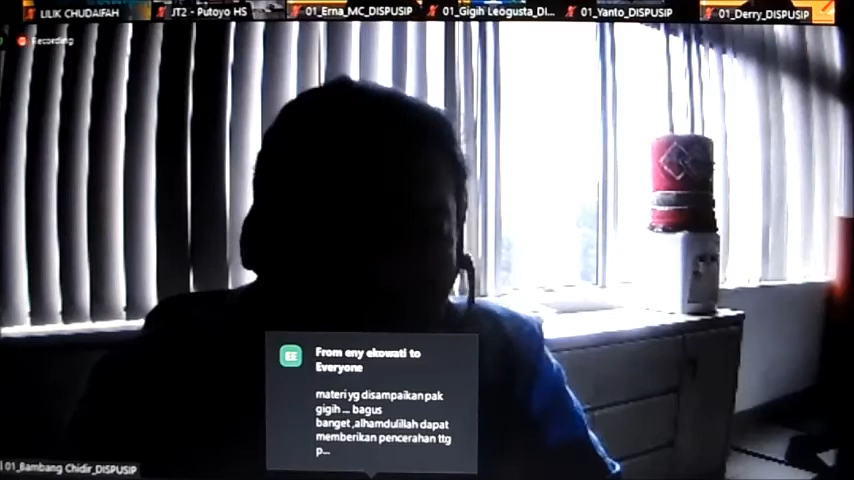 LILIK CHUDAIFAH
JT2 - Putoyo HS
01_Erna_MC_DISPUSIP
01_Gigih Leogusta_DI...
01_Yanto_DISPUSIP
01_Derry_DISPUSIP
Recording
EE
From eny ekowati to
Everyone
materi yg disampaikan pak
gigih ... bagus
banget ,alhamdulillah dapat
memberikan pencerahan ttg
p...
01_Bambang Chidir_DISPUSIP